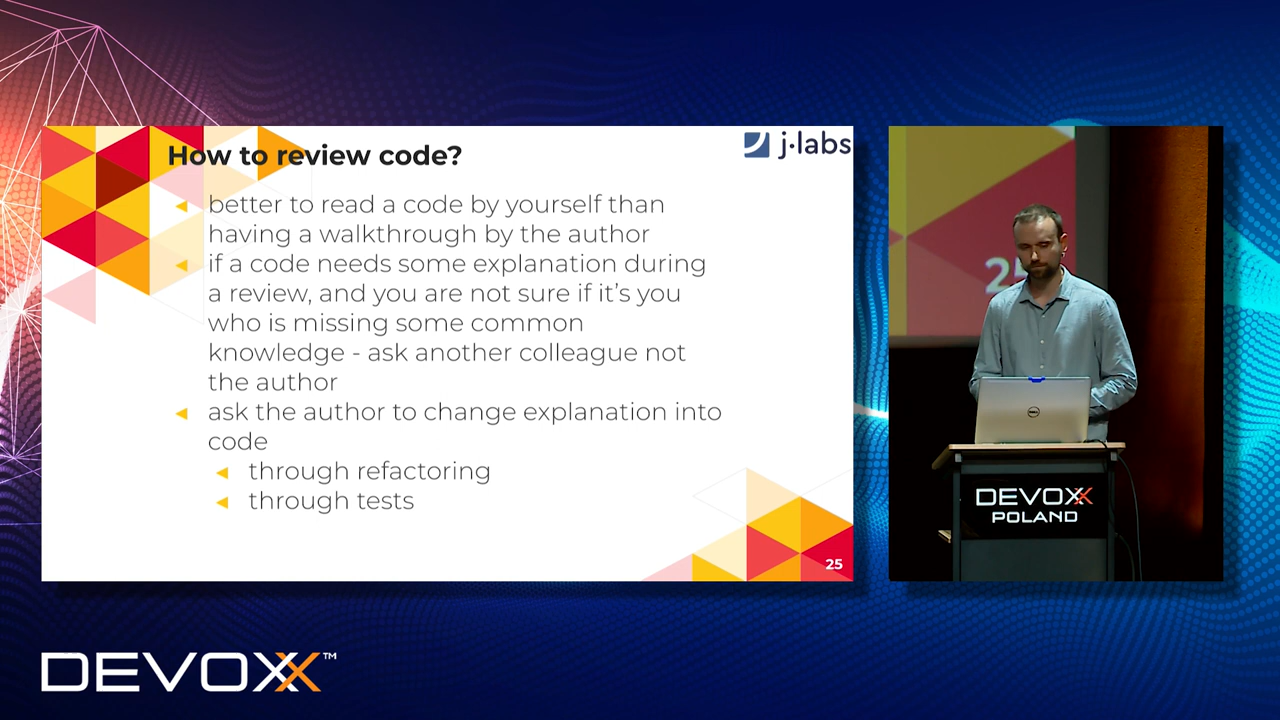 How to review code?
j·labs
better to read a code by yourself than
having a walkthrough by the author
if a code needs some explanation during
a review, and you are not sure if it’s you
who is missing some common
knowledge - ask another colleague not
the author
ask the author to change explanation into
code
through refactoring
through tests
25
25
DELL
DEVOXX
POLAND
DEVOXX™